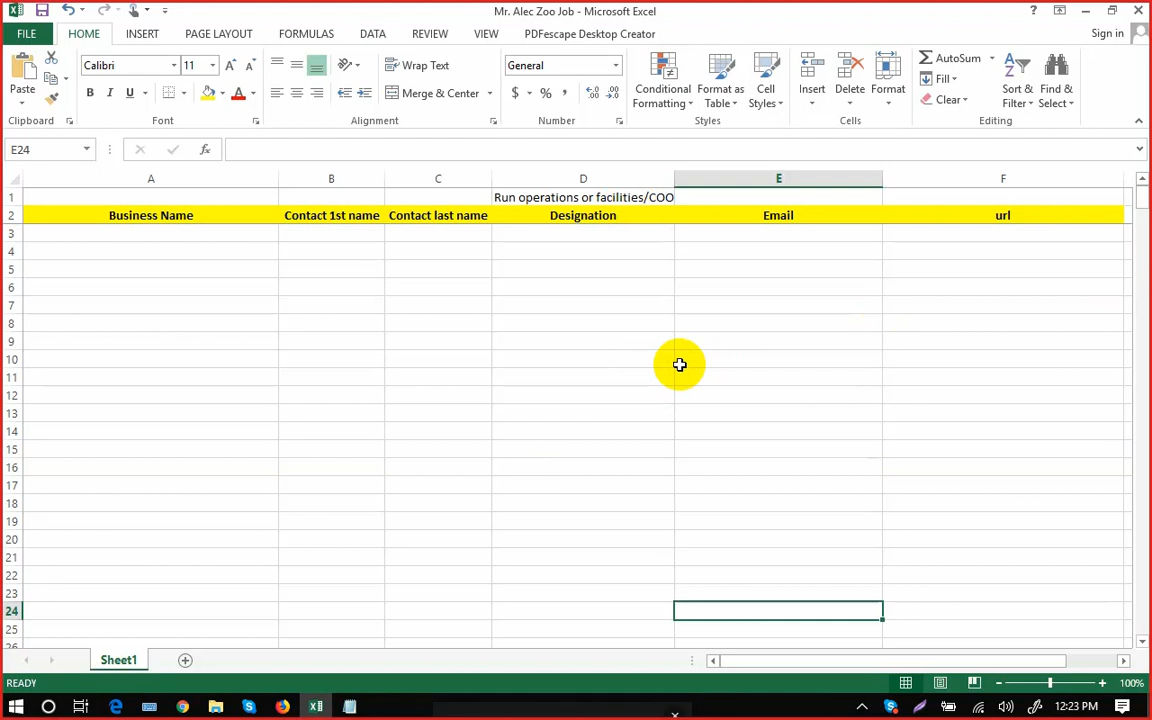 Mr. Alec Zoo Job - Microsoft Excel
?
FILE HOME INSERT PAGE LAYOUT FORMULAS DATA REVIEW VIEW PDFescape Desktop Creator Sign in
Paste
Calibri 11
B I U
Wrap Text
Merge & Center
General
$ % ,
Conditional Formatting
Format as Table
Cell Styles
Insert Delete Format
AutoSum
Fill
Clear
Sort & Filter
Find & Select
Clipboard Font Alignment Number Styles Cells Editing
E24
fx
A B C D E F
1 Run operations or facilities/COO
2 Business Name Contact 1st name Contact last name Designation Email url
3
4
5
6
7
8
9
10
11
12
13
14
15
16
17
18
19
20
21
22
23
24
25
26
Sheet1
READY
100%
12:23 PM